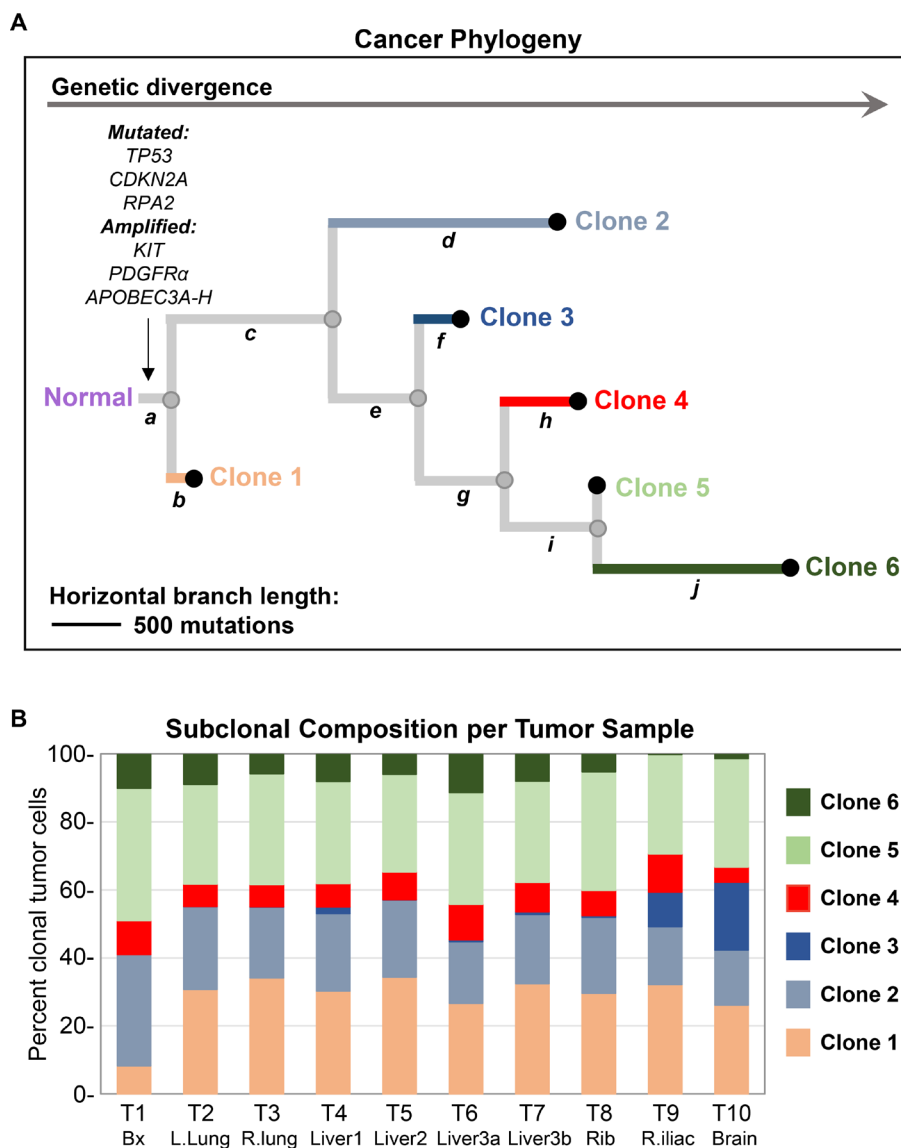 A
Cancer Phylogeny
Genetic divergence
Mutated:
TP53
CDKN2A
RPA2
Amplified:
KIT
PDGFRα
APOBEC3A-H
Clone 2
d
Clone 3
c
f
Normal
a
Clone 4
e
h
Clone 1
b
Clone 5
g
i
Clone 6
j
Horizontal branch length:
500 mutations
B
Subclonal Composition per Tumor Sample
Percent clonal tumor cells
100-
80-
60-
40-
20-
0-
Clone 6
Clone 5
Clone 4
Clone 3
Clone 2
Clone 1
T1 T2 T3 T4 T5 T6 T7 T8 T9 T10
Bx L.Lung R.lung Liver1 Liver2 Liver3a Liver3b Rib R.iliac Brain